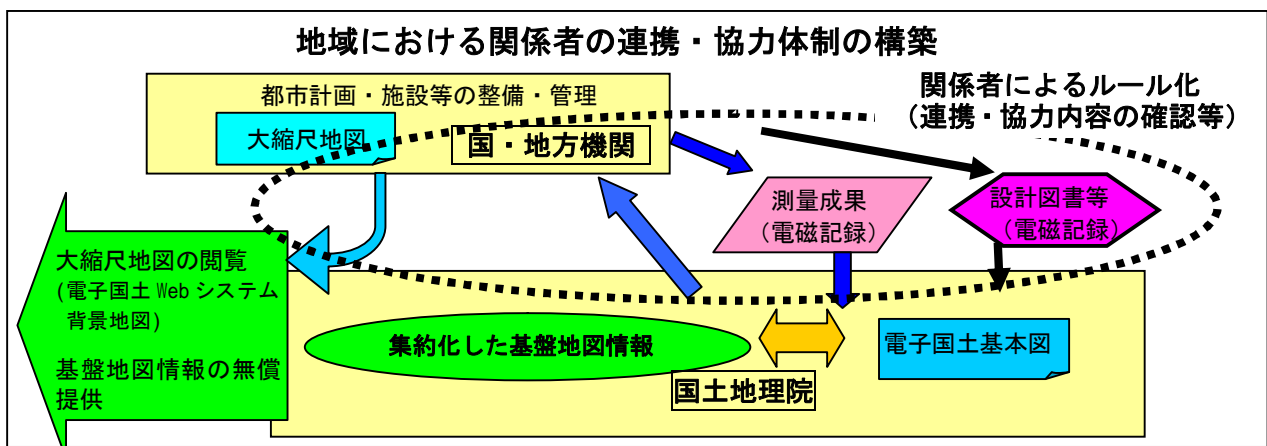 地域における関係者の連携・協力体制の構築
都市計画・施設等の整備・管理
関係者によるルール化
(連携・協力内容の確認等)
大縮尺地図
国・地方機関
測量成果
(電磁記録)
設計図書等
(電磁記録)
大縮尺地図の閲覧
(電子国土 Web システム
背景地図)
基盤地図情報の無償
提供
集約化した基盤地図情報
電子国土基本図
国土地理院